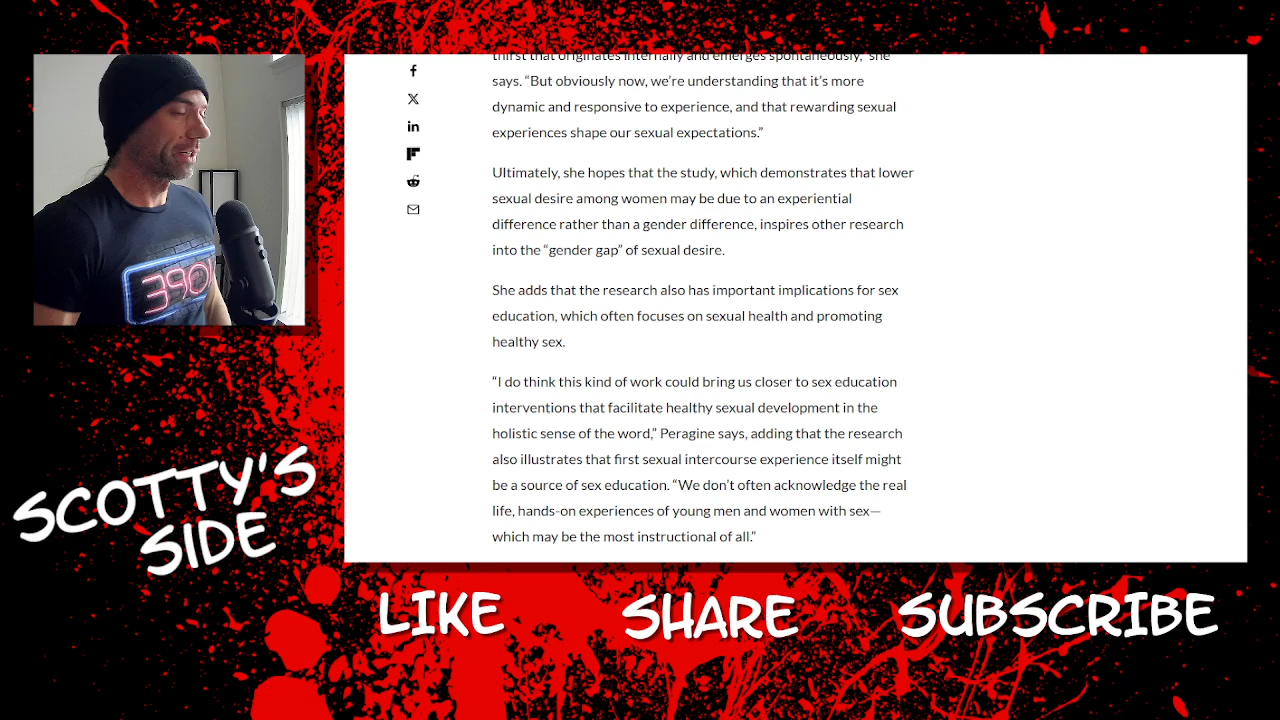 thirst that originates internally and emerges spontaneously,” she
says. “But obviously now, we’re understanding that it’s more
dynamic and responsive to experience, and that rewarding sexual
experiences shape our sexual expectations.”
Ultimately, she hopes that the study, which demonstrates that lower
sexual desire among women may be due to an experiential
difference rather than a gender difference, inspires other research
into the “gender gap” of sexual desire.
She adds that the research also has important implications for sex
education, which often focuses on sexual health and promoting
healthy sex.
“I do think this kind of work could bring us closer to sex education
interventions that facilitate healthy sexual development in the
holistic sense of the word,” Peragine says, adding that the research
also illustrates that first sexual intercourse experience itself might
be a source of sex education. “We don’t often acknowledge the real
life, hands-on experiences of young men and women with sex—
which may be the most instructional of all.”
SCOTTY'S
SIDE
LIKE SHARE SUBSCRIBE